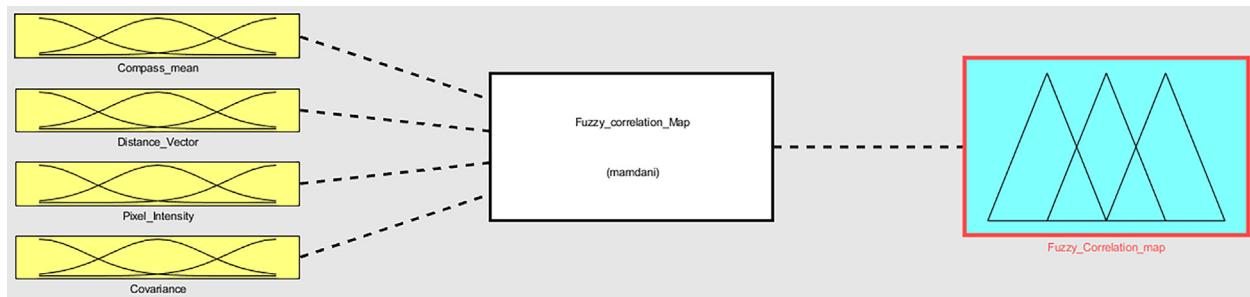 Compass_mean
Distance_Vector
Pixel_Intensity
Covariance
Fuzzy_correlation_Map
(mamdani)
Fuzzy_Correlation_map